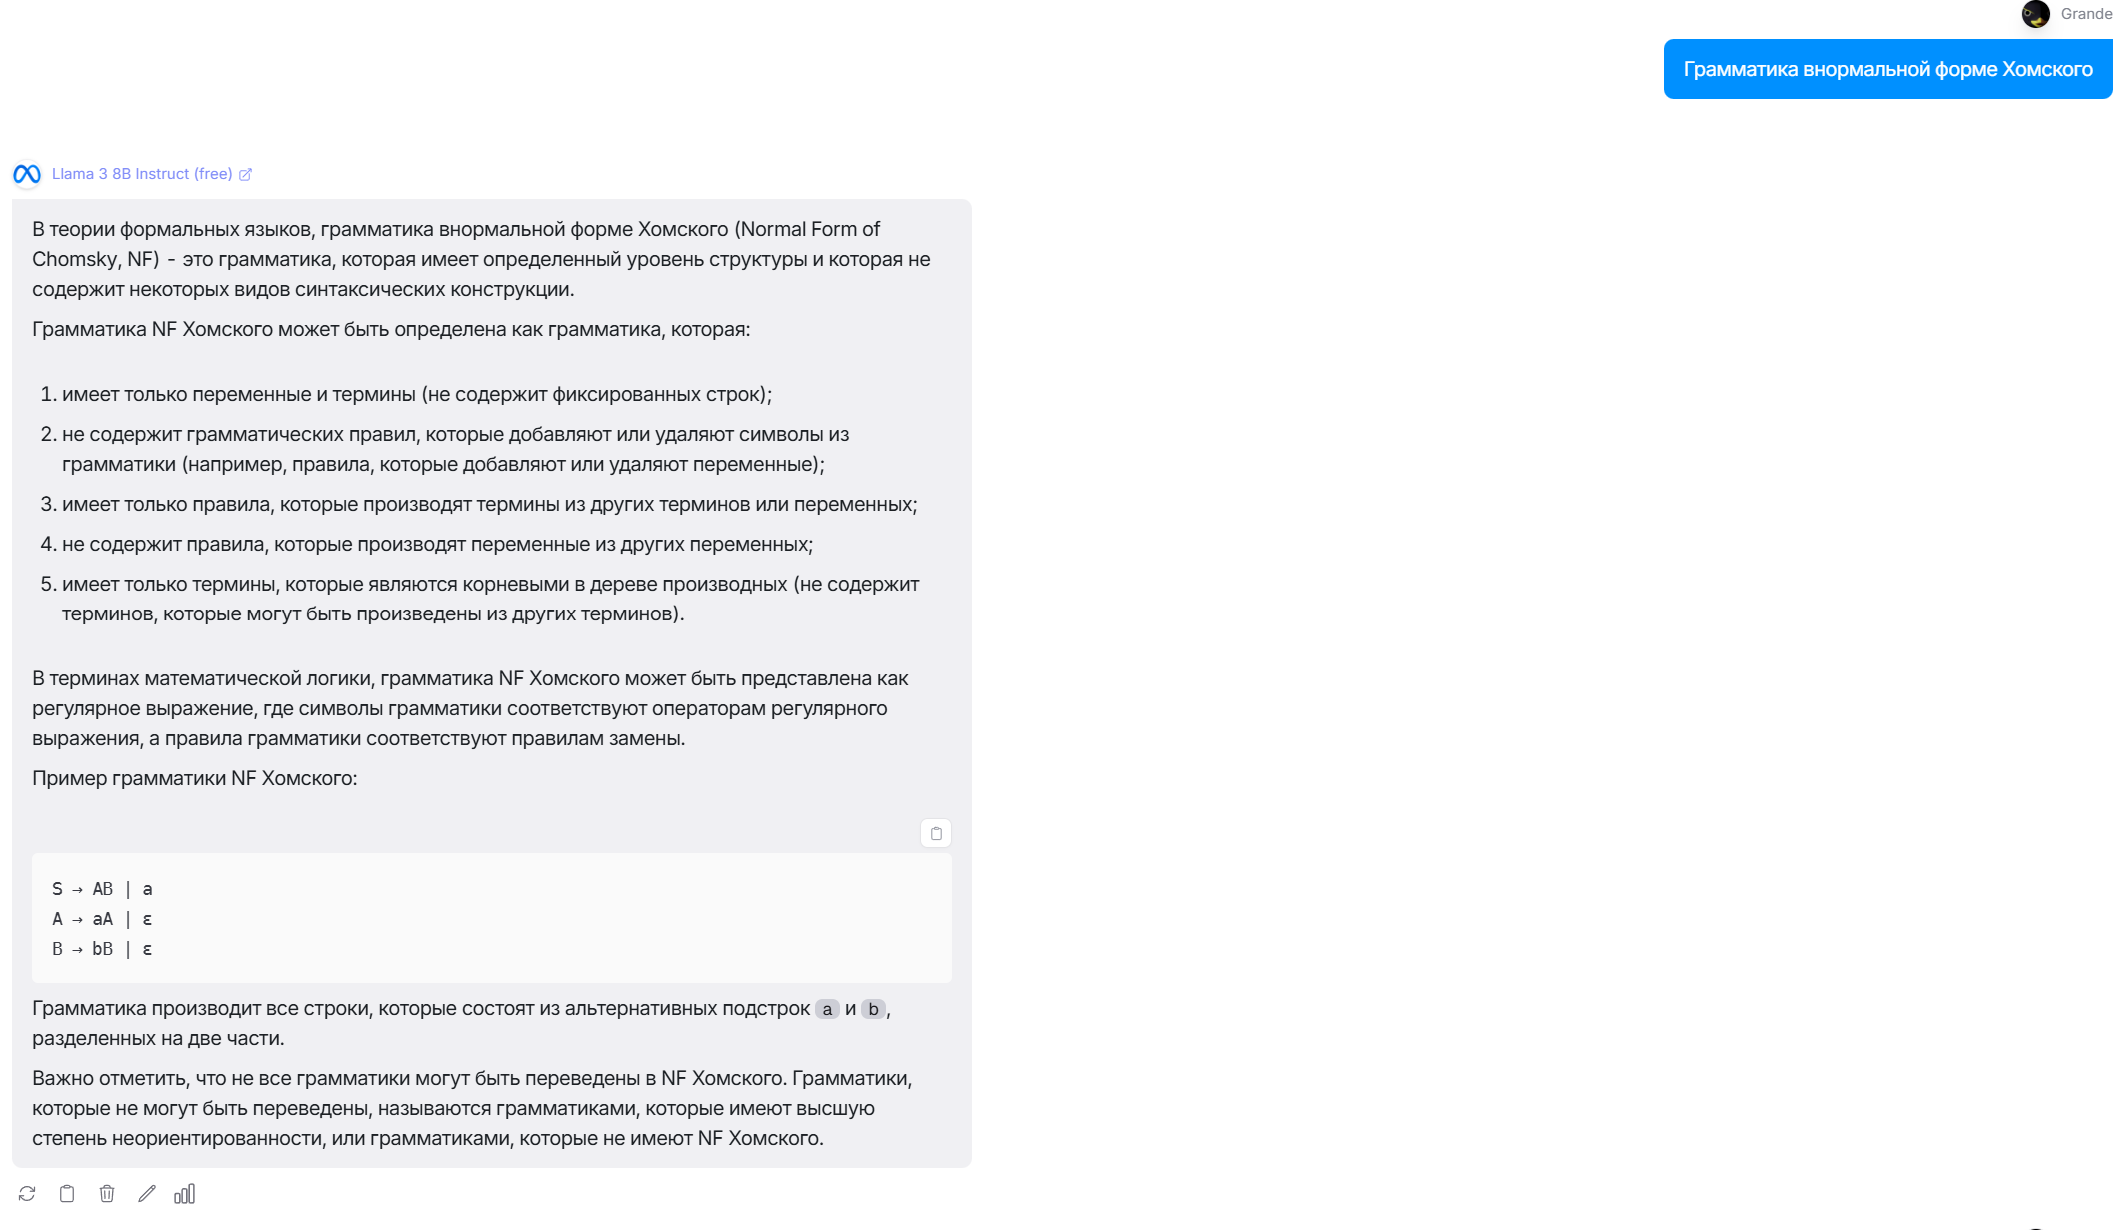 Grande
Грамматика внормальной форме Хомского
Llama 3 8B Instruct (free)
В теории формальных языков, грамматика внормальной форме Хомского (Normal Form of
Chomsky, NF) - это грамматика, которая имеет определенный уровень структуры и которая не
содержит некоторых видов синтаксических конструкции.
Грамматика NF Хомского может быть определена как грамматика, которая:
1. имеет только переменные и термины (не содержит фиксированных строк);
2. не содержит грамматических правил, которые добавляют или удаляют символы из
грамматики (например, правила, которые добавляют или удаляют переменные);
3. имеет только правила, которые производят термины из других терминов или переменных;
4. не содержит правила, которые производят переменные из других переменных;
5. имеет только термины, которые являются корневыми в дереве производных (не содержит
терминов, которые могут быть произведены из других терминов).
В терминах математической логики, грамматика NF Хомского может быть представлена как
регулярное выражение, где символы грамматики соответствуют операторам регулярного
выражения, а правила грамматики соответствуют правилам замены.
Пример грамматики NF Хомского:
S → AB | a
A → aA | ε
B → bB | ε
Грамматика производит все строки, которые состоят из альтернативных подстрок a и b,
разделенных на две части.
Важно отметить, что не все грамматики могут быть переведены в NF Хомского. Грамматики,
которые не могут быть переведены, называются грамматиками, которые имеют высшую
степень неориентированности, или грамматиками, которые не имеют NF Хомского.